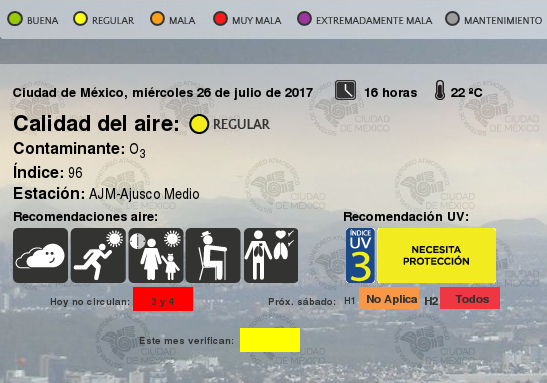 BUENA REGULAR MALA MUY MALA EXTREMADAMENTE MALA MANTENIMIENTO
Ciudad de México, miércoles 26 de julio de 2017 16 horas 22 ºC
Calidad del aire: REGULAR
Contaminante: O3
Índice: 96
Estación: AJM-Ajusco Medio
Recomendaciones aire: Recomendación UV:
ÍNDICE UV 3 NECESITA PROTECCIÓN
Hoy no circulan: 3 y 4 Próx. sábado: H1 No Aplica H2 Todos
Este mes verifican: